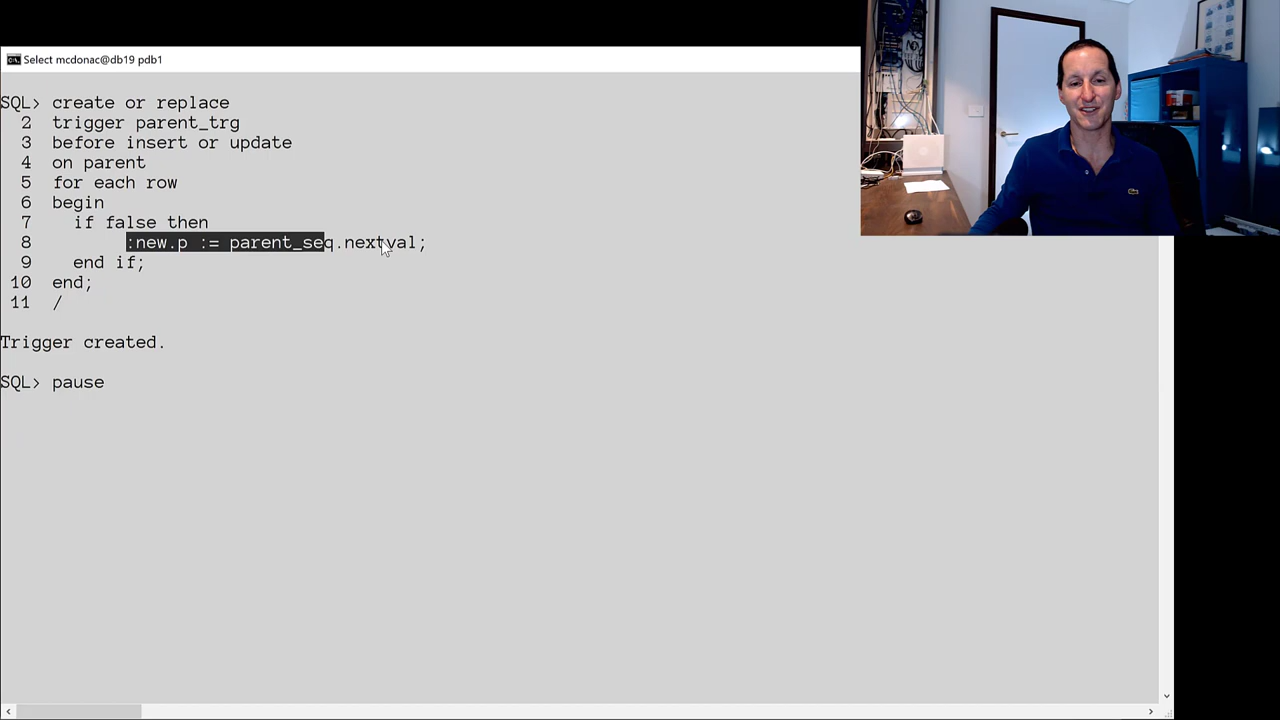 Select mcdonac@db19 pdb1
SQL> create or replace
2 trigger parent_trg
3 before insert or update
4 on parent
5 for each row
6 begin
7 if false then
8 :new.p := parent_seq.nextval;
9 end if;
10 end;
11 /
Trigger created.
SQL> pause